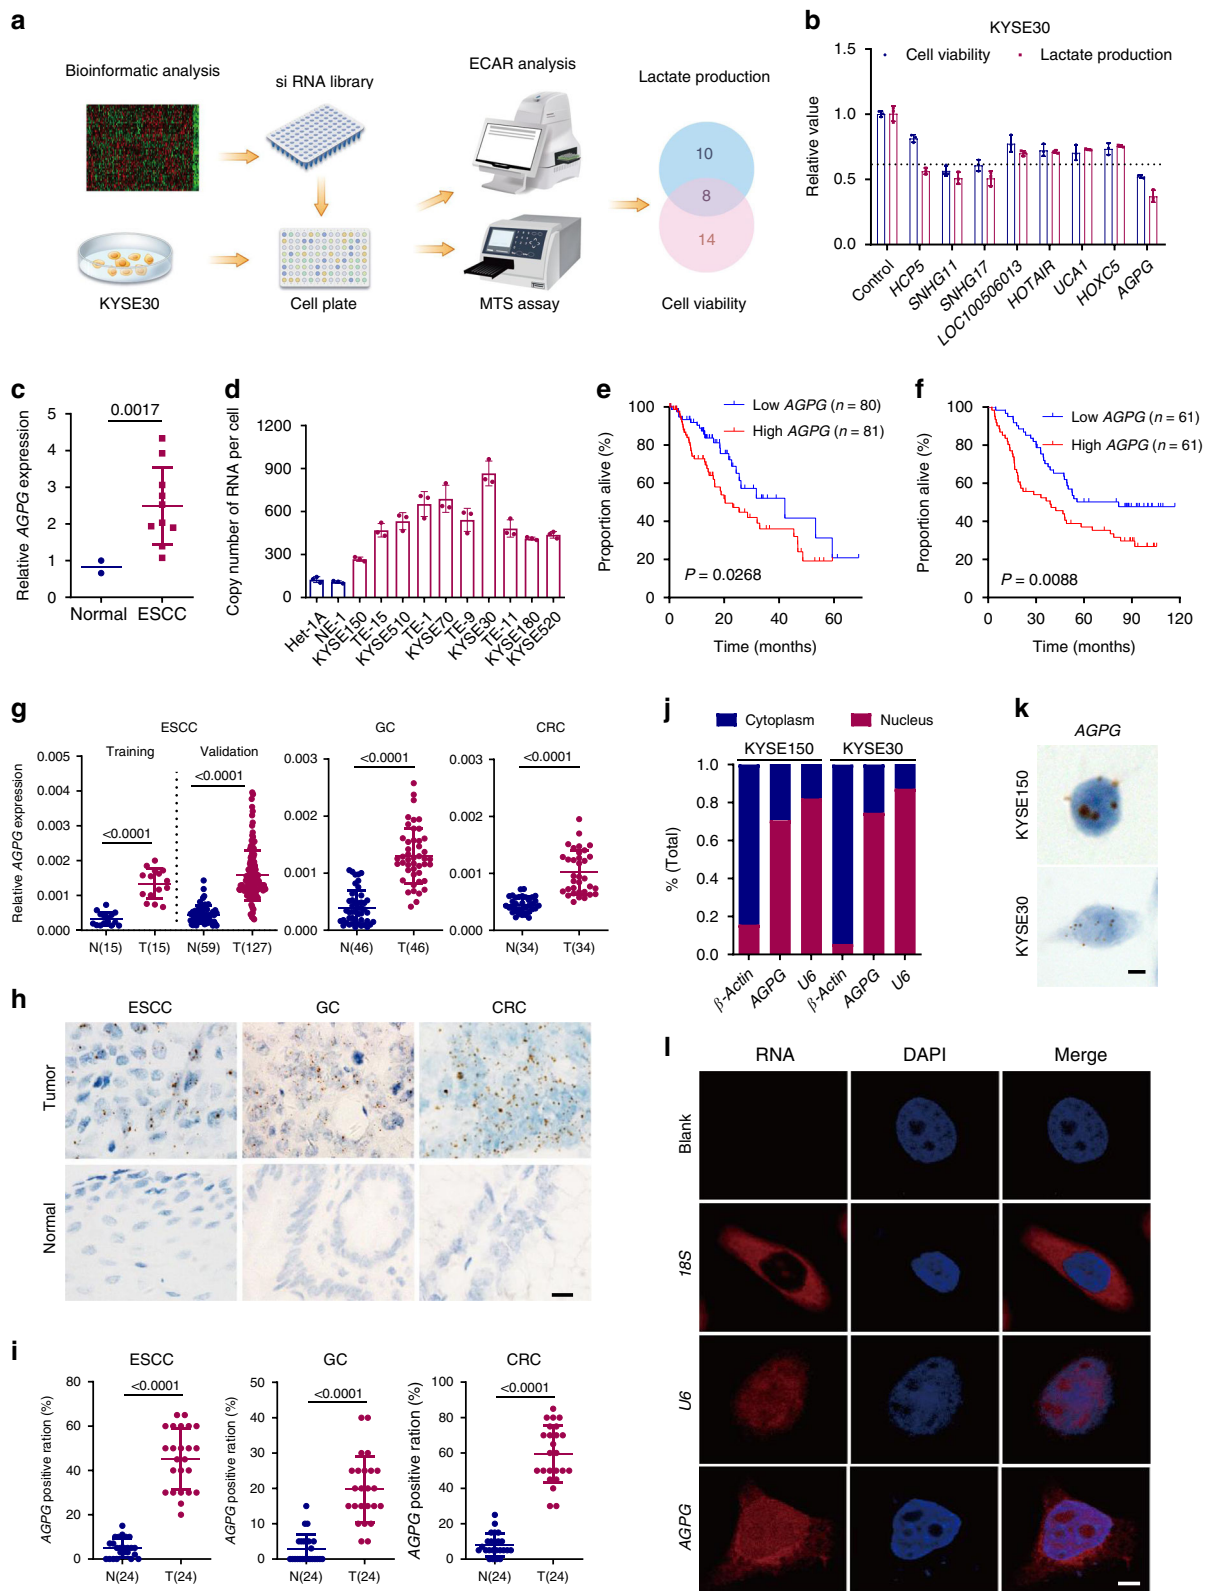 a
Bioinformatic analysis
si RNA library
ECAR analysis
Lactate production
10
8
14
KYSE30
Cell plate
MTS assay
Cell viability
b
KYSE30
Cell viability
Lactate production
Relative value
1.5
1.0
0.5
0.0
Control
HCP5
SNHG11
SNHG17
LOC100506013
HOTAIR
UCA1
HOXC5
AGPG
c
0.0017
Relative AGPG expression
5
4
3
2
1
0
Normal
ESCC
d
Copy number of RNA per cell
1200
900
600
300
0
Het-1A
NE-1
KYSE150
TE-15
KYSE510
TE-1
KYSE70
TE-9
KYSE30
TE-11
KYSE180
KYSE520
e
Low AGPG (n = 80)
High AGPG (n = 81)
Proportion alive (%)
100
80
60
40
20
0
P = 0.0268
0 20 40 60
Time (months)
f
Low AGPG (n = 61)
High AGPG (n = 61)
Proportion alive (%)
100
80
60
40
20
0
P = 0.0088
0 30 60 90 120
Time (months)
g
ESCC
Training
Validation
<0.0001
<0.0001
Relative AGPG expression
0.005
0.004
0.003
0.002
0.001
0.000
N(15) T(15) N(59) T(127)
GC
<0.0001
0.003
0.002
0.001
0.000
N(46) T(46)
CRC
<0.0001
0.003
0.002
0.001
0.000
N(34) T(34)
h
ESCC GC CRC
Tumor
Normal
i
ESCC
<0.0001
AGPG positive ration (%)
80
60
40
20
0
N(24) T(24)
GC
<0.0001
AGPG positive ration (%)
50
40
30
20
10
0
N(24) T(24)
CRC
<0.0001
AGPG positive ration (%)
100
80
60
40
20
0
N(24) T(24)
j
Cytoplasm
Nucleus
KYSE150 KYSE30
% (Total)
1.0
0.8
0.6
0.4
0.2
0.0
β-Actin
AGPG
U6
β-Actin
AGPG
U6
k
AGPG
KYSE150
KYSE30
l
RNA DAPI Merge
Blank
18S
U6
AGPG